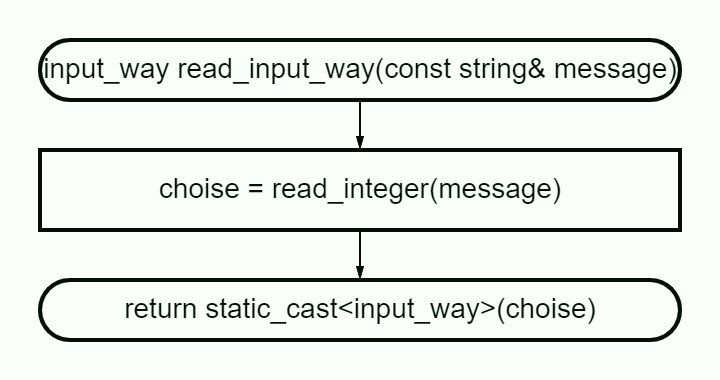 input_way read_input_way(const string& message)
choise = read_integer(message)
return static_cast<input_way>(choise)